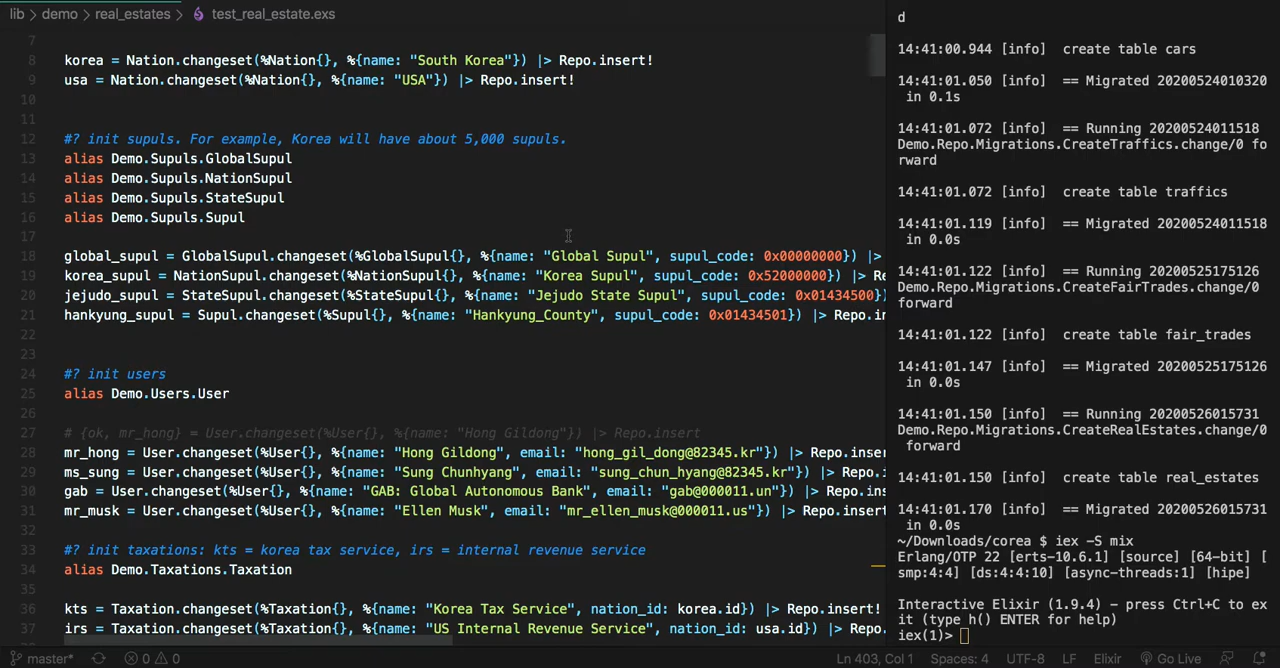 lib > demo > real_estates > test_real_estate.exs
7
8 korea = Nation.changeset(%Nation{}, %{name: "South Korea"}) |> Repo.insert!
9 usa = Nation.changeset(%Nation{}, %{name: "USA"}) |> Repo.insert!
10
11
12 #? init supuls. For example, Korea will have about 5,000 supuls.
13 alias Demo.Supuls.GlobalSupul
14 alias Demo.Supuls.NationSupul
15 alias Demo.Supuls.StateSupul
16 alias Demo.Supuls.Supul
17
18 global_supul = GlobalSupul.changeset(%GlobalSupul{}, %{name: "Global Supul", supul_code: 0x00000000}) |>
19 korea_supul = NationSupul.changeset(%NationSupul{}, %{name: "Korea Supul", supul_code: 0x52000000}) |> Re
20 jejudo_supul = StateSupul.changeset(%StateSupul{}, %{name: "Jejudo State Supul", supul_code: 0x01434500})
21 hankyung_supul = Supul.changeset(%Supul{}, %{name: "Hankyung_County", supul_code: 0x01434501}) |> Repo.in
22
23
24 #? init users
25 alias Demo.Users.User
26
27 # {ok, mr_hong} = User.changeset(%User{}, %{name: "Hong Gildong"}) |> Repo.insert
28 mr_hong = User.changeset(%User{}, %{name: "Hong Gildong", email: "hong_gil_dong@82345.kr"}) |> Repo.inser
29 ms_sung = User.changeset(%User{}, %{name: "Sung Chunhyang", email: "sung_chun_hyang@82345.kr"}) |> Repo.i
30 gab = User.changeset(%User{}, %{name: "GAB: Global Autonomous Bank", email: "gab@000011.un"}) |> Repo.ins
31 mr_musk = User.changeset(%User{}, %{name: "Ellen Musk", email: "mr_ellen_musk@000011.us"}) |> Repo.insert
32
33 #? init taxations: kts = korea tax service, irs = internal revenue service
34 alias Demo.Taxations.Taxation
35
36 kts = Taxation.changeset(%Taxation{}, %{name: "Korea Tax Service", nation_id: korea.id}) |> Repo.insert!
37 irs = Taxation.changeset(%Taxation{}, %{name: "US Internal Revenue Service", nation_id: usa.id}) |> Repo.
d
14:41:00.944 [info]  create table cars
14:41:01.050 [info]  == Migrated 20200524010320
in 0.1s
14:41:01.072 [info]  == Running 20200524011518
Demo.Repo.Migrations.CreateTraffics.change/0 fo
rward
14:41:01.072 [info]  create table traffics
14:41:01.119 [info]  == Migrated 20200524011518
in 0.0s
14:41:01.122 [info]  == Running 20200525175126
Demo.Repo.Migrations.CreateFairTrades.change/0
forward
14:41:01.122 [info]  create table fair_trades
14:41:01.147 [info]  == Migrated 20200525175126
in 0.0s
14:41:01.150 [info]  == Running 20200526015731
Demo.Repo.Migrations.CreateRealEstates.change/0
forward
14:41:01.150 [info]  create table real_estates
14:41:01.170 [info]  == Migrated 20200526015731
in 0.0s
~/Downloads/corea $ iex -S mix
Erlang/OTP 22 [erts-10.6.1] [source] [64-bit] [
smp:4:4] [ds:4:4:10] [async-threads:1] [hipe]
Interactive Elixir (1.9.4) - press Ctrl+C to ex
it (type h() ENTER for help)
iex(1)>
master* 0 0 Ln 403, Col 1 Spaces: 4 UTF-8 LF Elixir Go Live